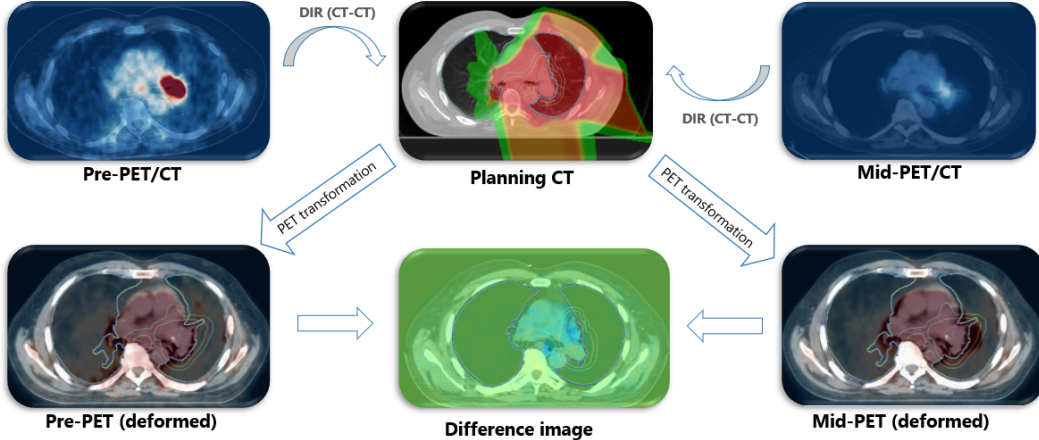 DIR (CT-CT)
DIR (CT-CT)
Pre-PET/CT
Planning CT
Mid-PET/CT
PET transformation
PET transformation
Pre-PET (deformed)
Difference image
Mid-PET (deformed)